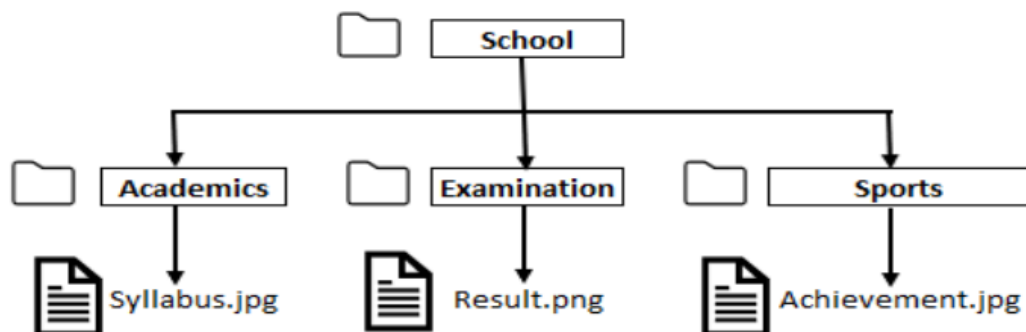 School
Academics Examination Sports
Syllabus.jpg Result.png Achievement.jpg